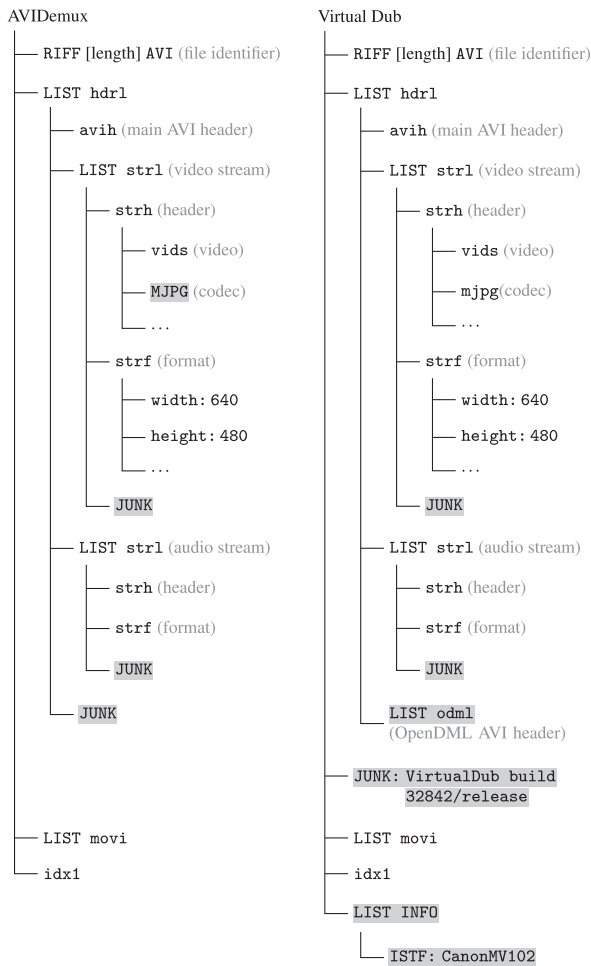 AVIDemux
RIFF [length] AVI (file identifier)
LIST hdrl
avih (main AVI header)
LIST strl (video stream)
strh (header)
vids (video)
MJPG (codec)
...
strf (format)
width: 640
height: 480
...
JUNK
LIST strl (audio stream)
strh (header)
strf (format)
JUNK
JUNK
LIST movi
idx1
Virtual Dub
RIFF [length] AVI (file identifier)
LIST hdrl
avih (main AVI header)
LIST strl (video stream)
strh (header)
vids (video)
mjpg(codec)
...
strf (format)
width: 640
height: 480
...
JUNK
LIST strl (audio stream)
strh (header)
strf (format)
JUNK
LIST odml
(OpenDML AVI header)
JUNK: VirtualDub build
32842/release
LIST movi
idx1
LIST INFO
ISTF: CanonMV102